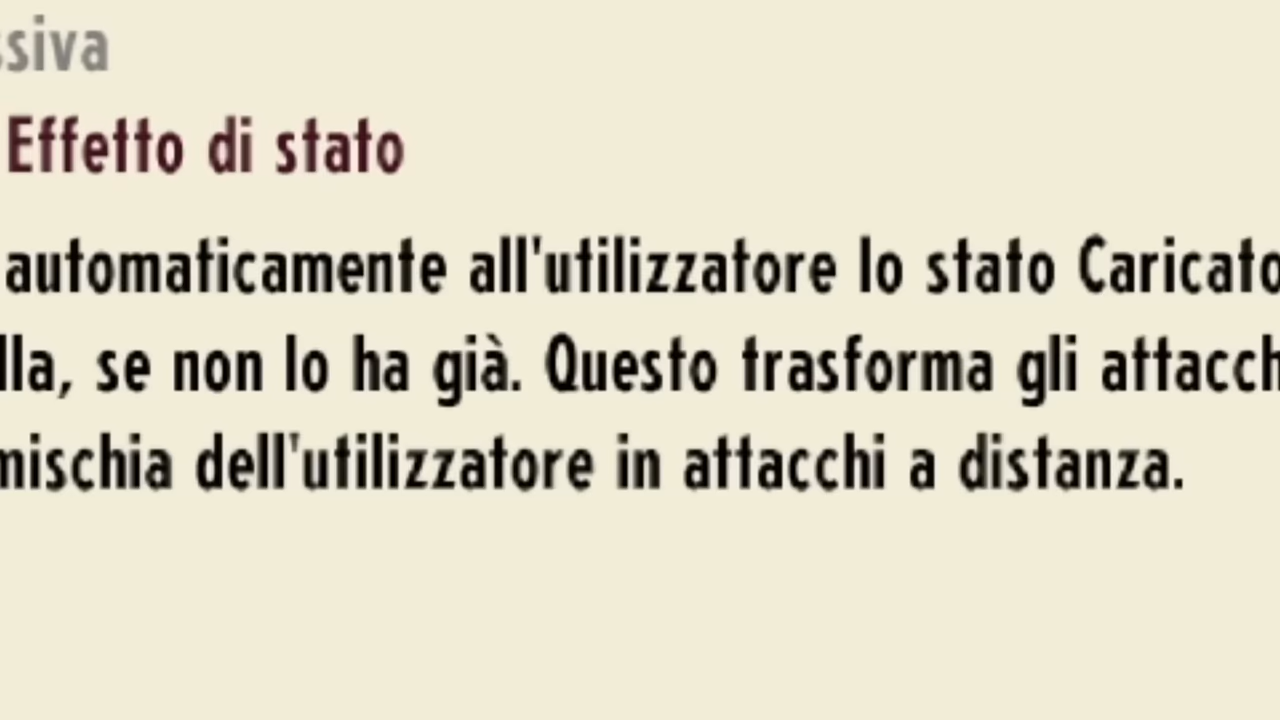 ssiva
Effetto di stato
automaticamente all'utilizzatore lo stato Caricato
lla, se non lo ha già. Questo trasforma gli attacch
mischia dell'utilizzatore in attacchi a distanza.